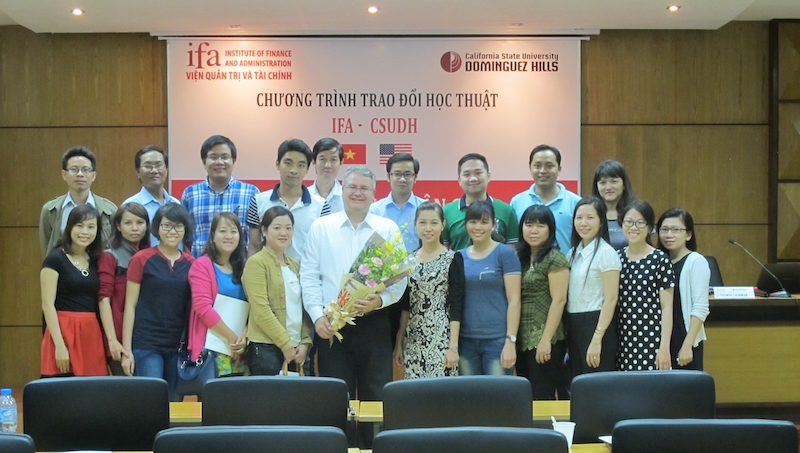 ifa INSTITUTE OF FINANCE
AND ADMINISTRATION
VIỆN QUẢN TRỊ VÀ TÀI CHÍNH
California State University
DOMINGUEZ HILLS
CHƯƠNG TRÌNH TRAO ĐỔI HỌC THUẬT
IFA - CSUDH